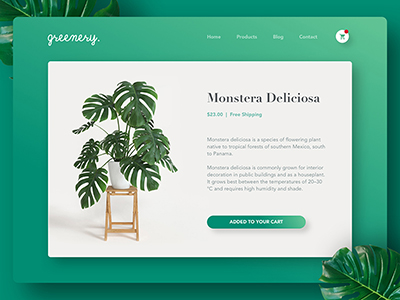 greenery.
Home Products Blog Contact
Monstera Deliciosa
$23.00 | Free Shipping
Monstera deliciosa is a species of flowering plant
native to tropical forests of southern Mexico, south
to Panama.
Monstera deliciosa is commonly grown for interior
decoration in public buildings and as a houseplant.
It grows best between the temperatures of 20–30
°C and requires high humidity and shade.
ADDED TO YOUR CART